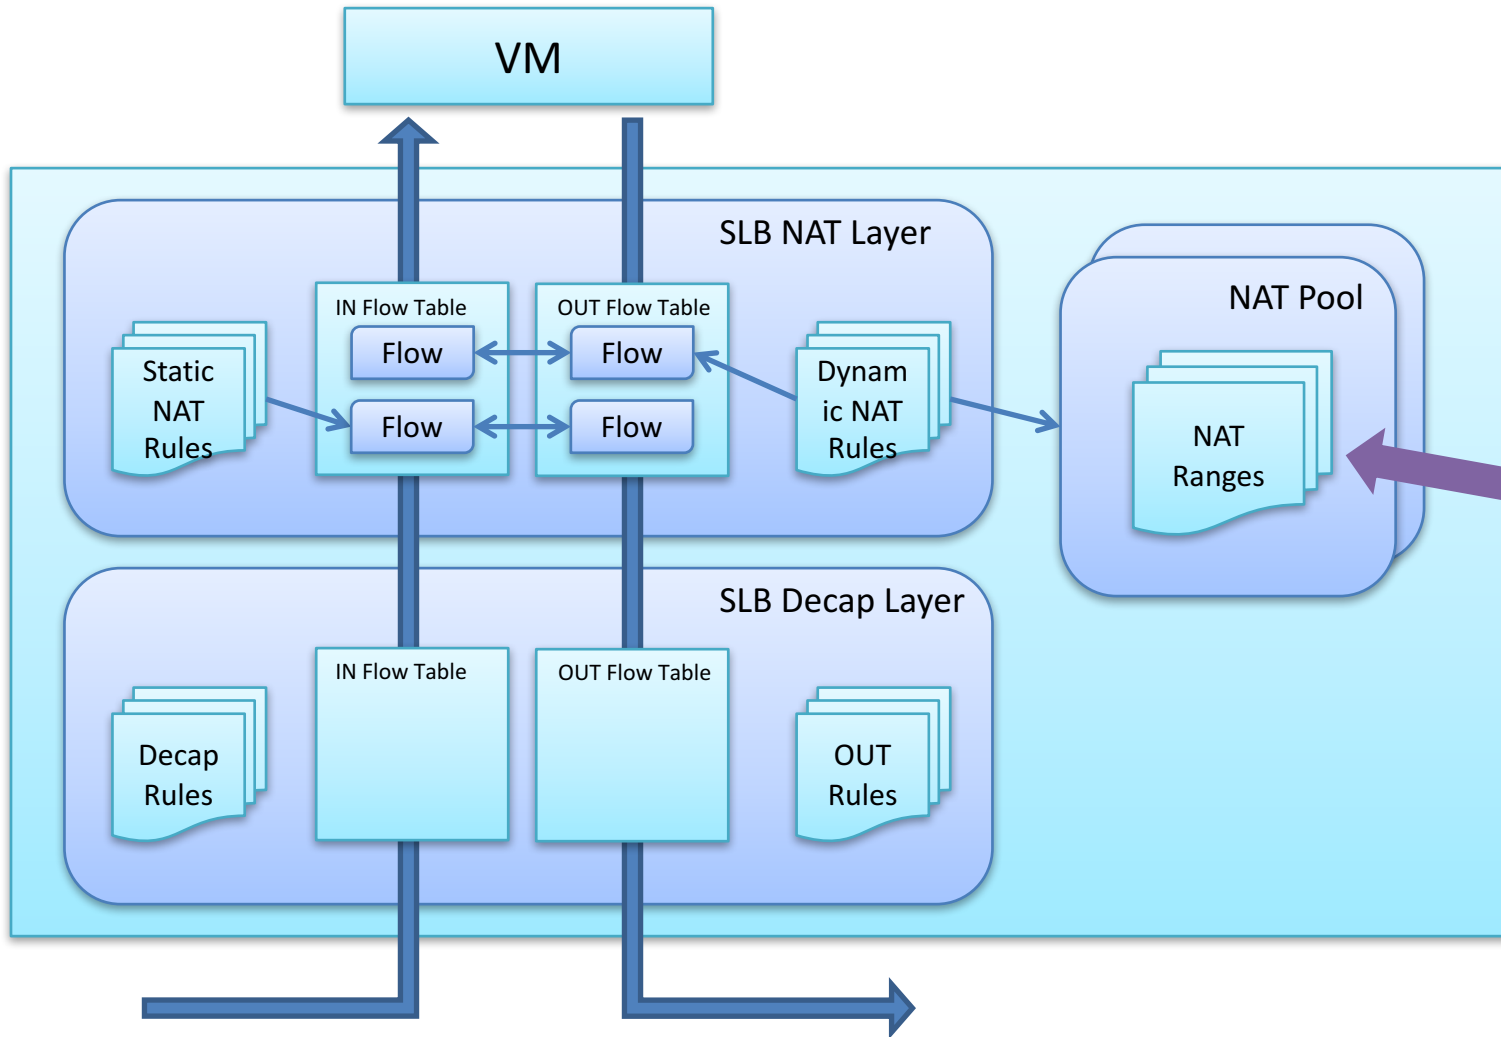 VM
SLB NAT Layer
IN Flow Table
OUT Flow Table
Flow
Flow
Flow
Flow
Static
NAT
Rules
Dynam
ic NAT
Rules
NAT Pool
NAT
Ranges
SLB Decap Layer
IN Flow Table
OUT Flow Table
Decap
Rules
OUT
Rules